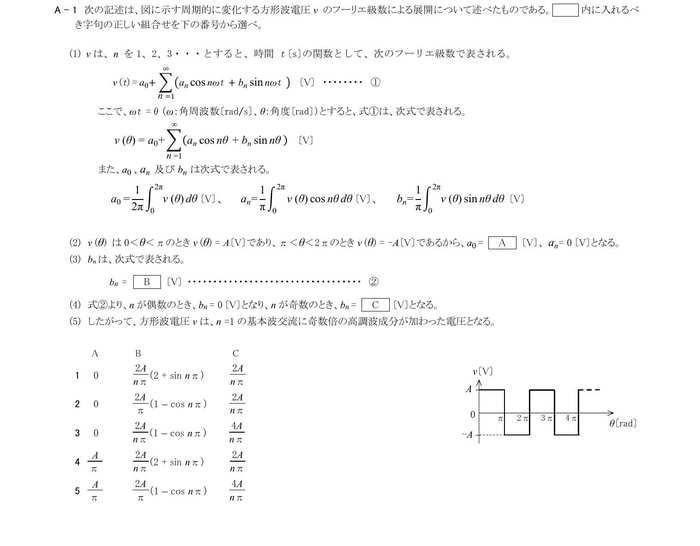 A－1 次の記述は、図に示す周期的に変化する方形波電圧 v のフーリエ級数による展開について述べたものである。□内に入れるべ
き字句の正しい組合せを下の番号から選べ。
(1) v は、n を 1、2、3・・・とすると、時間 t〔s〕の関数として、次のフーリエ級数で表される。
v(t)=a₀+∑_{n=1}^{∞}(aₙ cos nωt + bₙ sin nωt) 〔V〕 ・・・・・・・・ ①
ここで、ωt = θ (ω:角周波数〔rad/s〕、θ:角度〔rad〕)とすると、式①は、次式で表される。
v(θ)=a₀+∑_{n=1}^{∞}(aₙ cos nθ + bₙ sin nθ) 〔V〕
また、a₀ 、aₙ 及び bₙ は次式で表される。
a₀=1/2π ∫₀^{2π} v(θ)dθ〔V〕、 aₙ=1/π ∫₀^{2π} v(θ) cos nθ dθ〔V〕、 bₙ=1/π ∫₀^{2π} v(θ) sin nθ dθ〔V〕
(2) v(θ) は 0＜θ＜πのとき v(θ) = A〔V〕であり、π＜θ＜2πのとき v(θ) = -A〔V〕であるから、a₀= A 〔V〕、aₙ= 0〔V〕となる。
(3) bₙは、次式で表される。
bₙ = B 〔V〕 ・・・・・・・・・・・・・・・・・・・・・・・・・・・・・・・・・ ②
(4) 式②より、nが偶数のとき、bₙ= 0〔V〕となり、nが奇数のとき、bₙ= C 〔V〕となる。
(5) したがって、方形波電圧 v は、n =1 の基本波交流に奇数倍の高調波成分が加わった電圧となる。
A B C
1 0 2A/nπ (2 + sin nπ) 2A/nπ
2 0 2A/π (1 － cos nπ) 2A/nπ
3 0 2A/nπ (1 － cos nπ) 4A/nπ
4 A/π 2A/nπ (2 + sin nπ) 2A/nπ
5 A/π 2A/π (1 － cos nπ) 4A/nπ
v〔V〕
A
0
π 2π 3π 4π
θ〔rad〕
-A